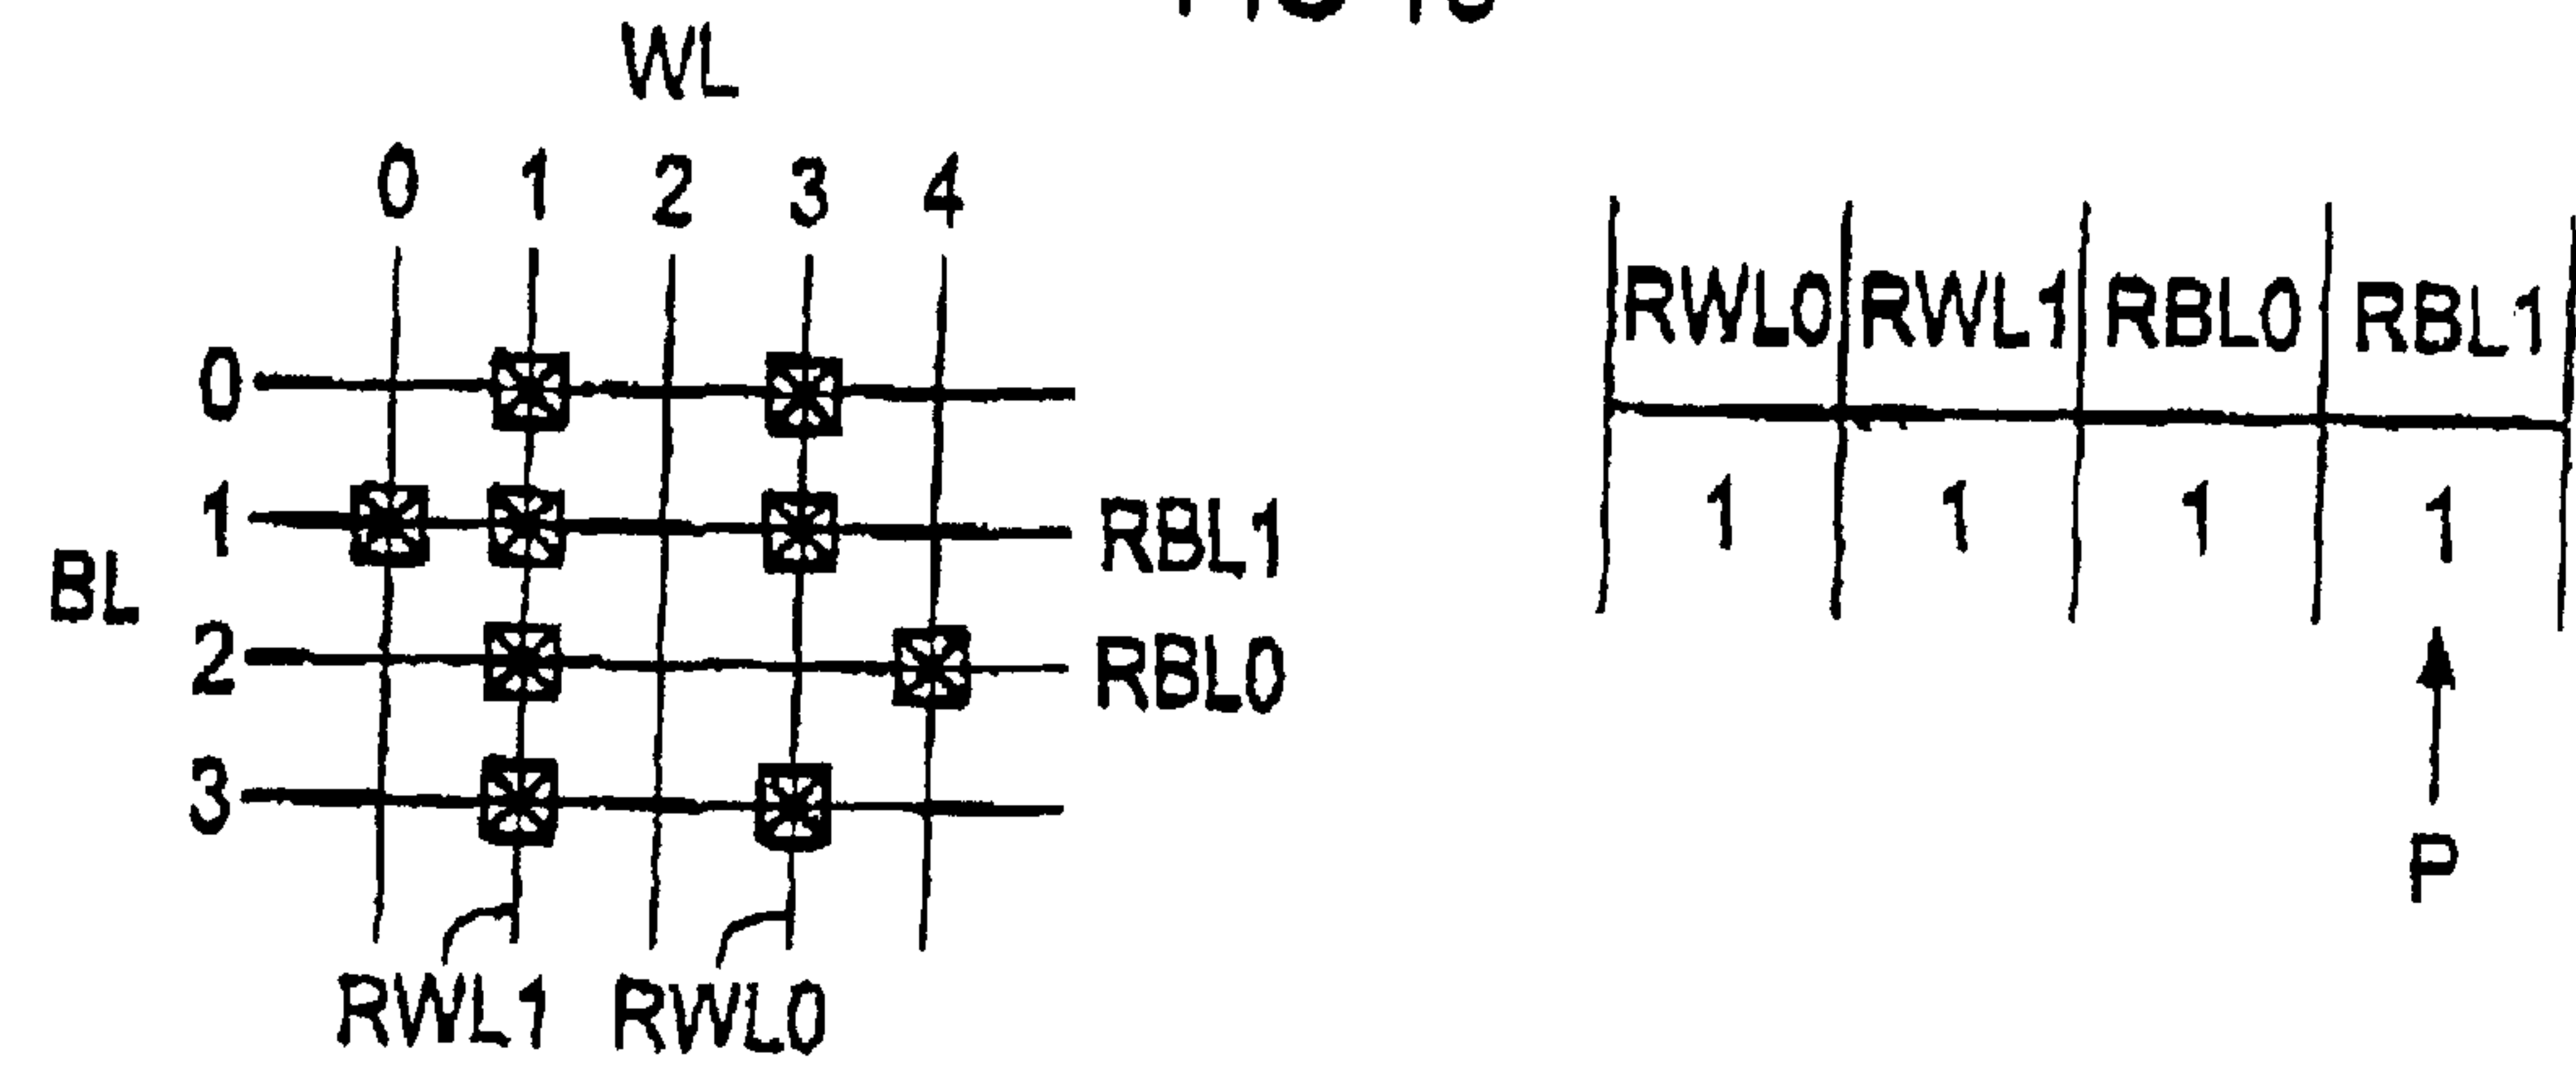 WL
0 1 2 3 4
0
1 RBL1
BL
2 RBL0
3
RWL1 RWL0
RWL0 RWL1 RBL0 RBL1
1 1 1 1
P